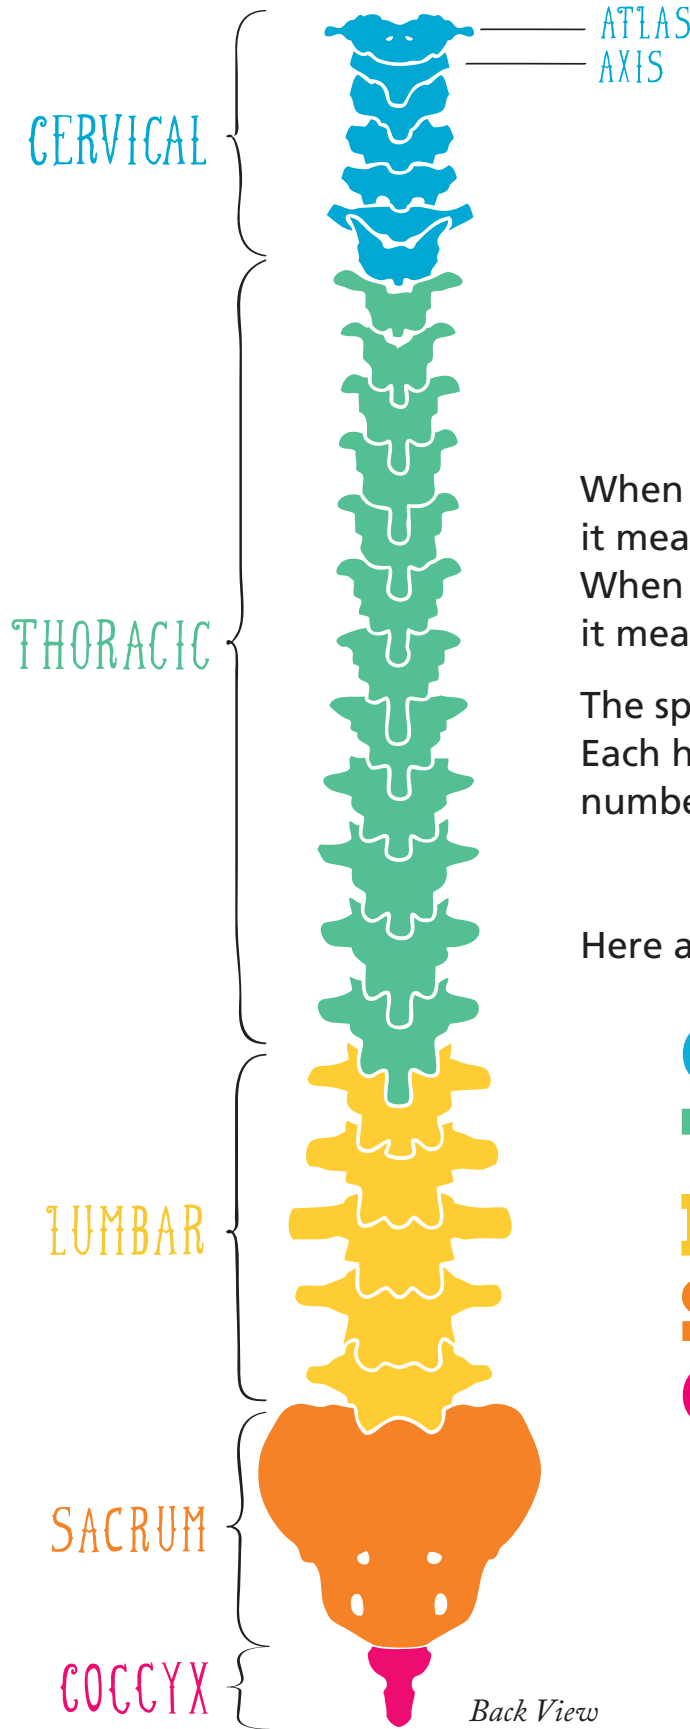 ATLAS
AXIS
CERVICAL
When
it mea
When
it mea
THORACIC
The sp
Each h
numbe
Here a
LUMBAR
SACRUM
COCCYX
Back View